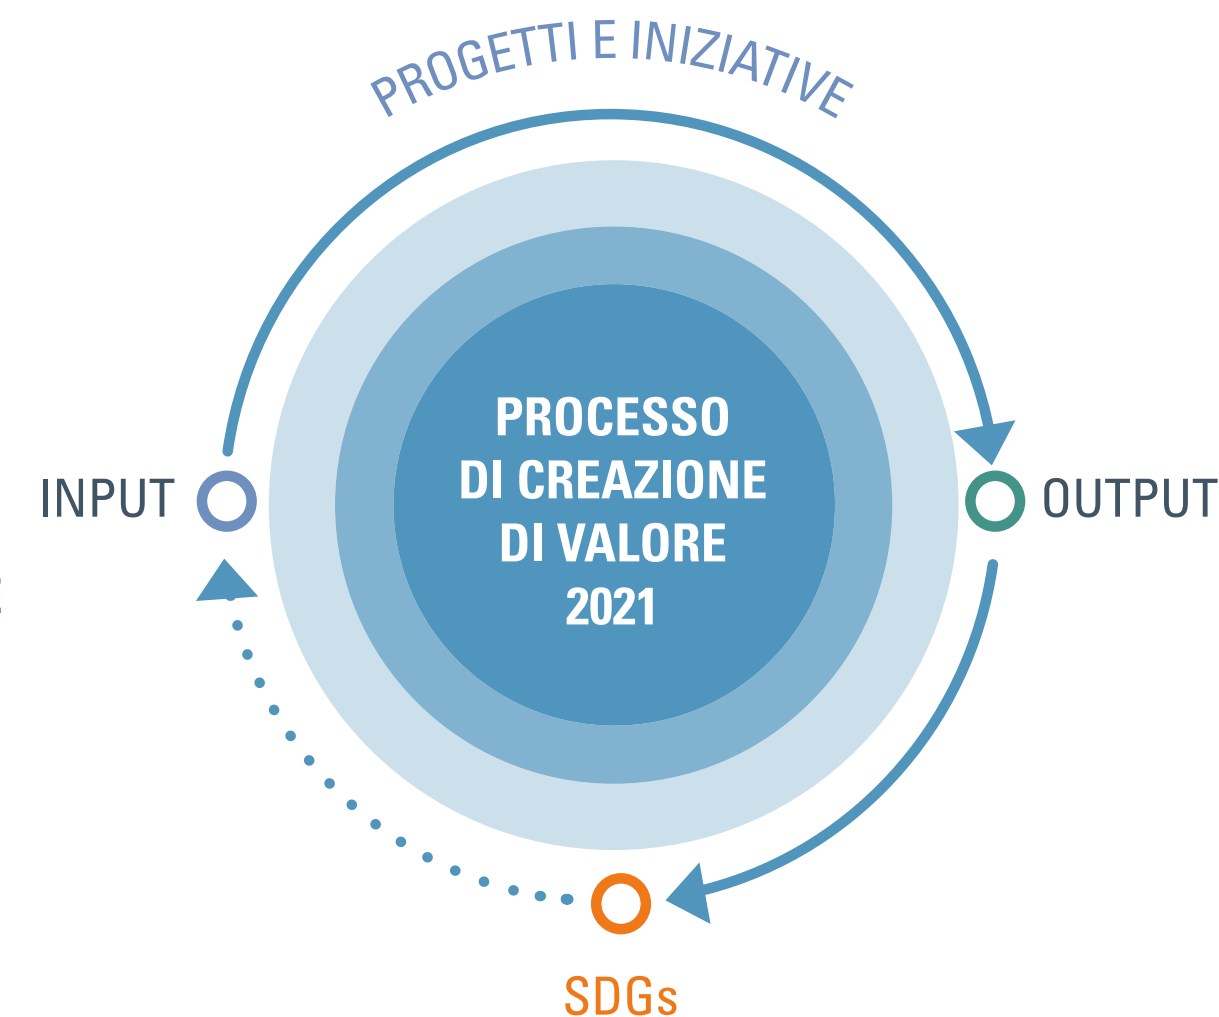 PROGETTI E INIZIATIVE
PROCESSO
DI CREAZIONE
DI VALORE
2021
INPUT
OUTPUT
SDGs